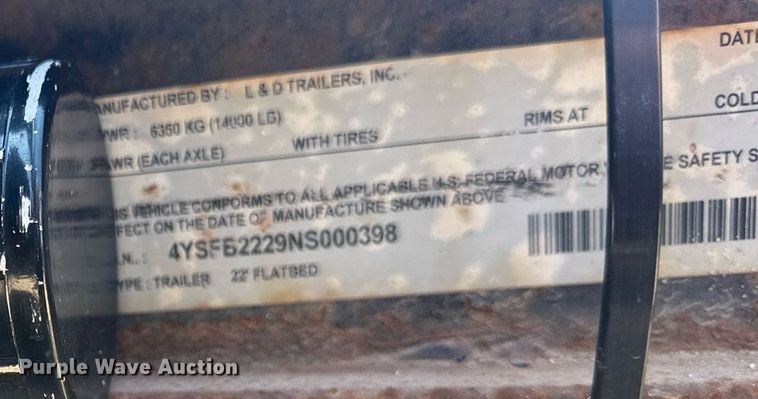 ANUFACTURED BY: L & D TRAILERS, INC. DATE
WR: 6350 KG (14000 LB)
WR (EACH AXLE) WITH TIRES RIMS AT COLD
IS VEHICLE CONFORMS TO ALL APPLICABLE U.S. FEDERAL MOTOR E SAFETY S
FECT ON THE DATE OF MANUFACTURE SHOWN ABOVE
N.: 4YSFB2229NS000398
YPE: TRAILER 22' FLATBED
Purple Wave Auction